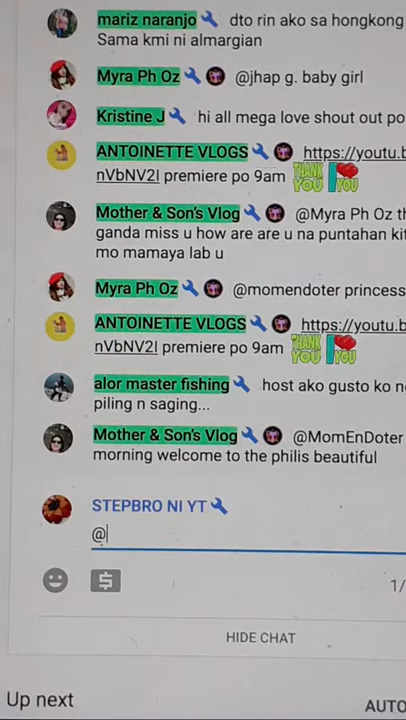 mariz naranjo dto rin ako sa hongkong
Sama kmi ni almargian
Myra Ph Oz @jhap g. baby girl
Kristine J hi all mega love shout out po
ANTOINETTE VLOGS https://youtu.b
nVbNV2I premiere po 9am THANK YOU I YOU
Mother & Son's Vlog @Myra Ph Oz th
ganda miss u how are are u na puntahan kit
mo mamaya lab u
Myra Ph Oz @momendoter princess
ANTOINETTE VLOGS https://youtu.b
nVbNV2I premiere po 9am THANK YOU I YOU
alor master fishing host ako gusto ko n
piling n saging...
Mother & Son's Vlog @MomEnDoter
morning welcome to the philis beautiful
STEPBRO NI YT
@
1/
HIDE CHAT
Up next
AUTO